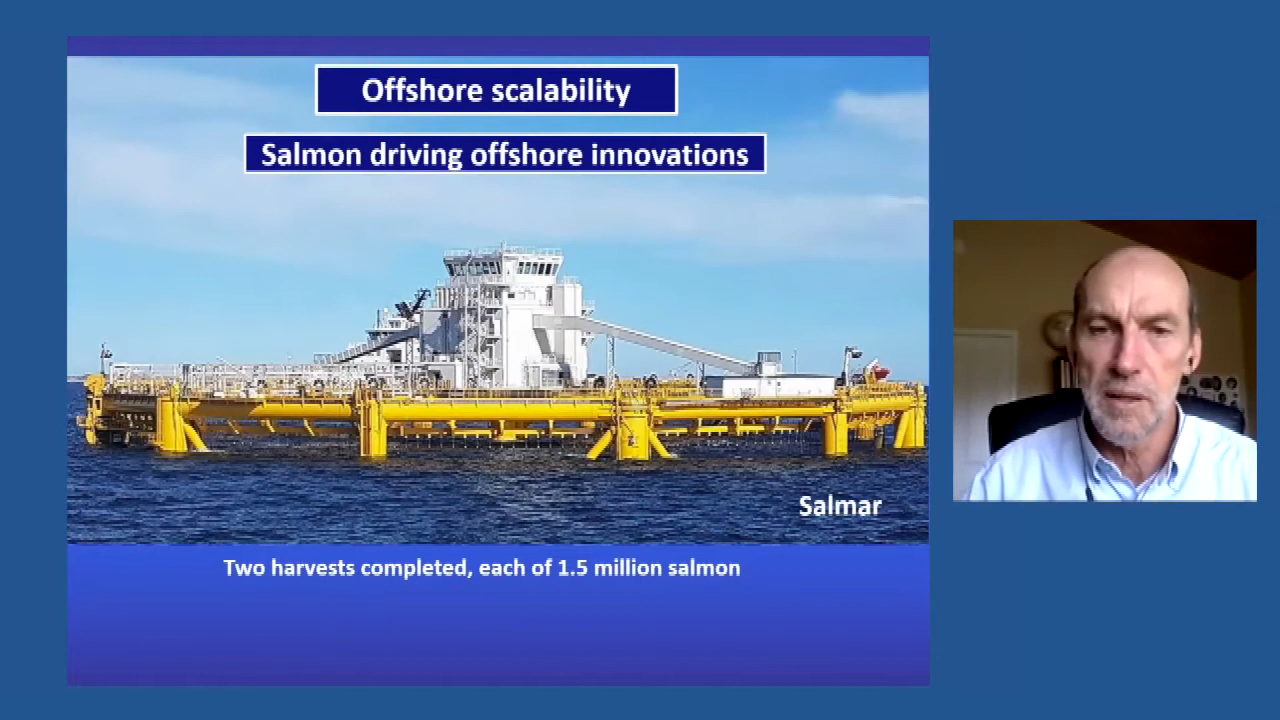 Offshore scalability
Salmon driving offshore innovations
Salmar
Two harvests completed, each of 1.5 million salmon